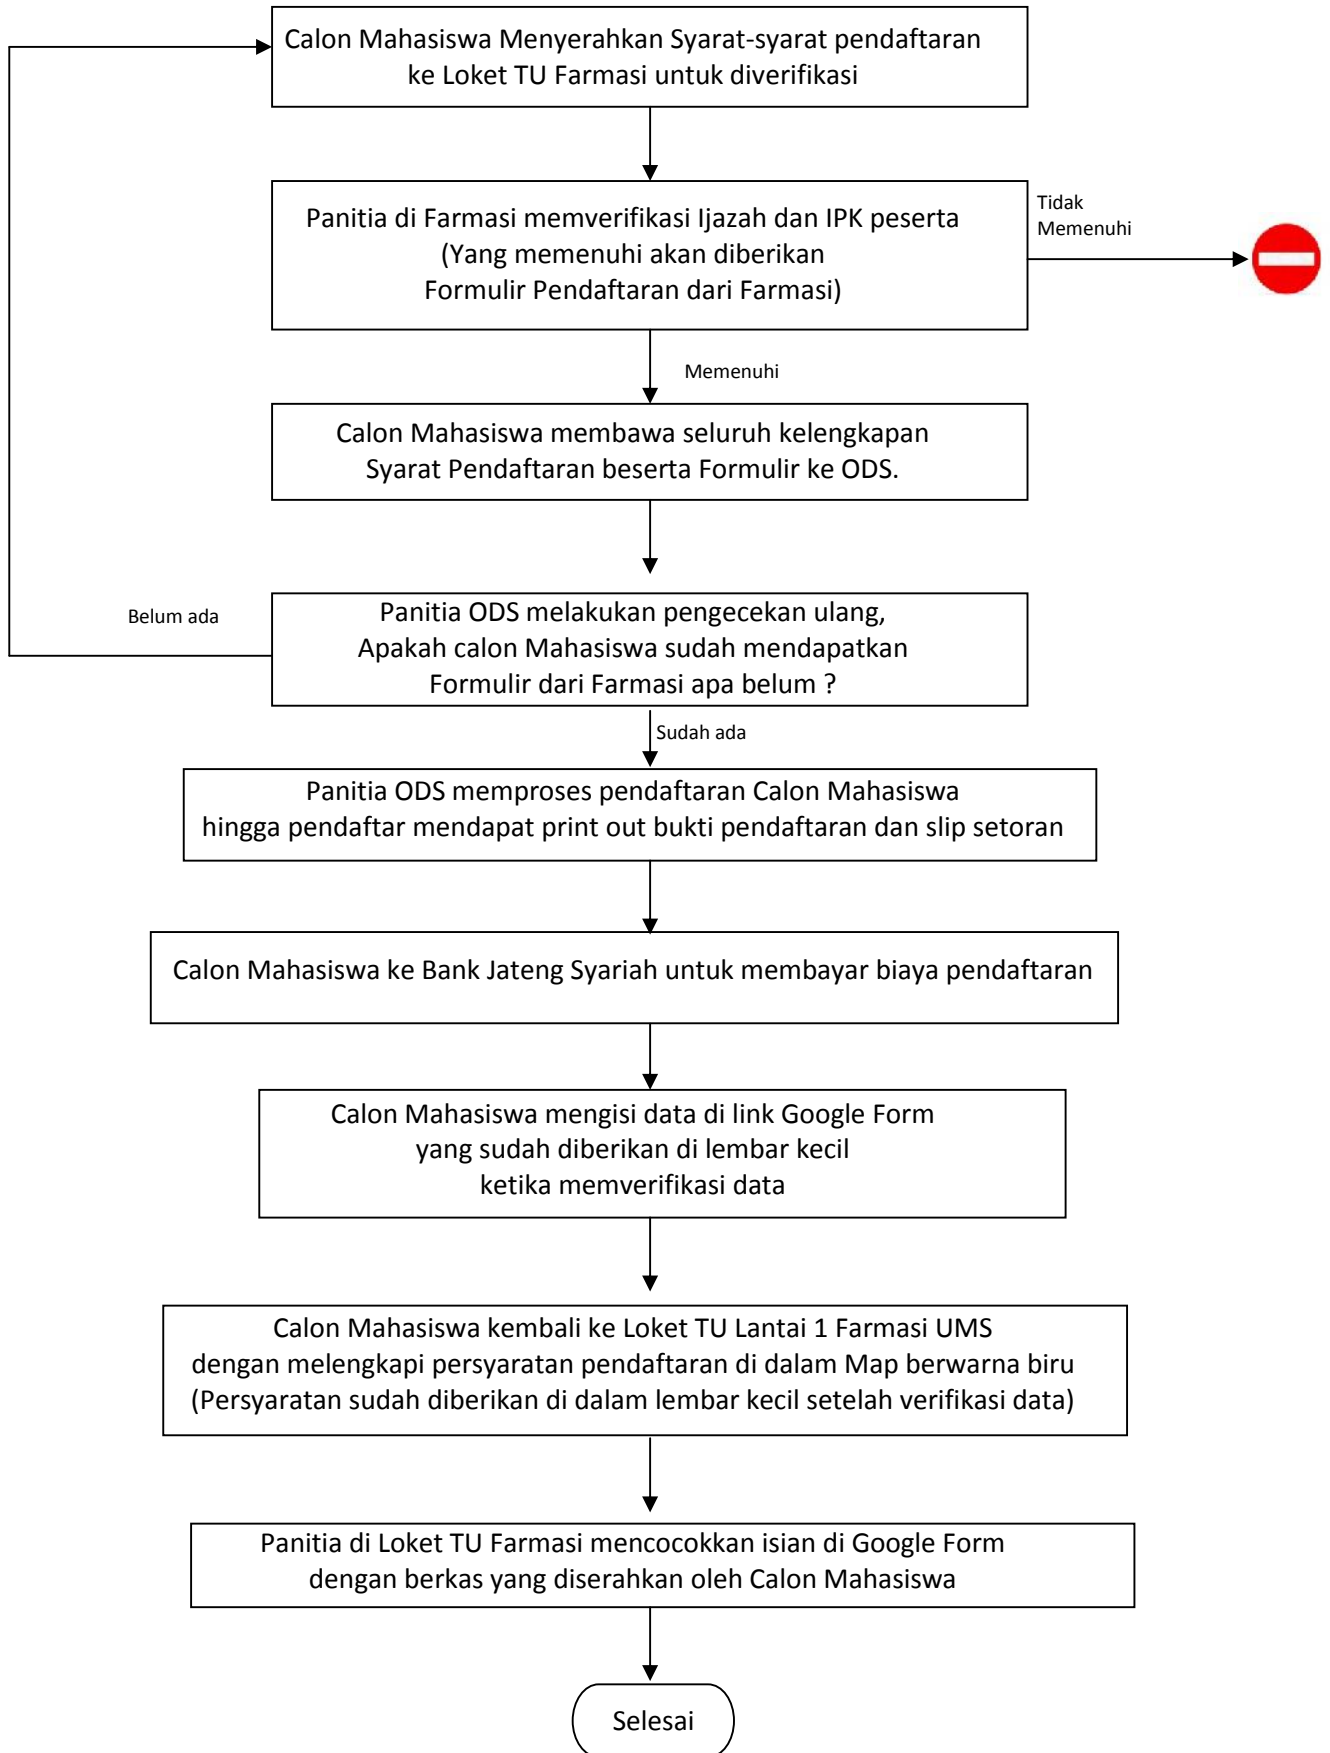 Calon Mahasiswa Menyerahkan Syarat-syarat pendaftaran
ke Loket TU Farmasi untuk diverifikasi
Panitia di Farmasi memverifikasi Ijazah dan IPK peserta
(Yang memenuhi akan diberikan
Formulir Pendaftaran dari Farmasi)
Tidak
Memenuhi
Memenuhi
Calon Mahasiswa membawa seluruh kelengkapan
Syarat Pendaftaran beserta Formulir ke ODS.
Belum ada
Panitia ODS melakukan pengecekan ulang,
Apakah calon Mahasiswa sudah mendapatkan
Formulir dari Farmasi apa belum ?
Sudah ada
Panitia ODS memproses pendaftaran Calon Mahasiswa
hingga pendaftar mendapat print out bukti pendaftaran dan slip setoran
Calon Mahasiswa ke Bank Jateng Syariah untuk membayar biaya pendaftaran
Calon Mahasiswa mengisi data di link Google Form
yang sudah diberikan di lembar kecil
ketika memverifikasi data
Calon Mahasiswa kembali ke Loket TU Lantai 1 Farmasi UMS
dengan melengkapi persyaratan pendaftaran di dalam Map berwarna biru
(Persyaratan sudah diberikan di dalam lembar kecil setelah verifikasi data)
Panitia di Loket TU Farmasi mencocokkan isian di Google Form
dengan berkas yang diserahkan oleh Calon Mahasiswa
Selesai